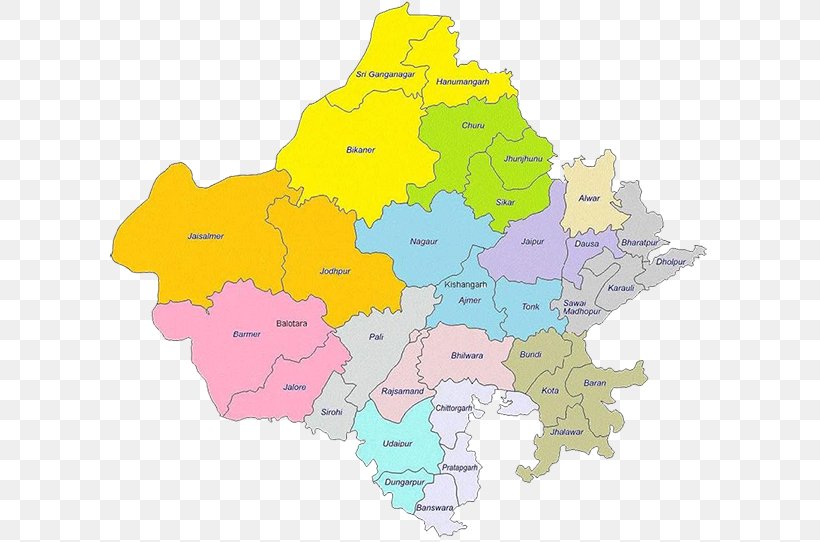 Sri Ganganagar
Hanumangarh
Churu
Bikaner
Jhunjhunu
Alwar
Sikar
Jaisalmer
Nagaur
Jaipur
Dausa
Bharatpur
Dholpur
Jodhpur
Kishangarh
Karauli
Ajmer
Tonk
Sawai
Madhopur
Balotara
Barmer
Pali
Bhilwara
Bundi
Baran
Jalore
Rajsamand
Kota
Sirohi
Chittorgarh
Jhalawar
Udaipur
Pratapgarh
Dungarpur
Banswara